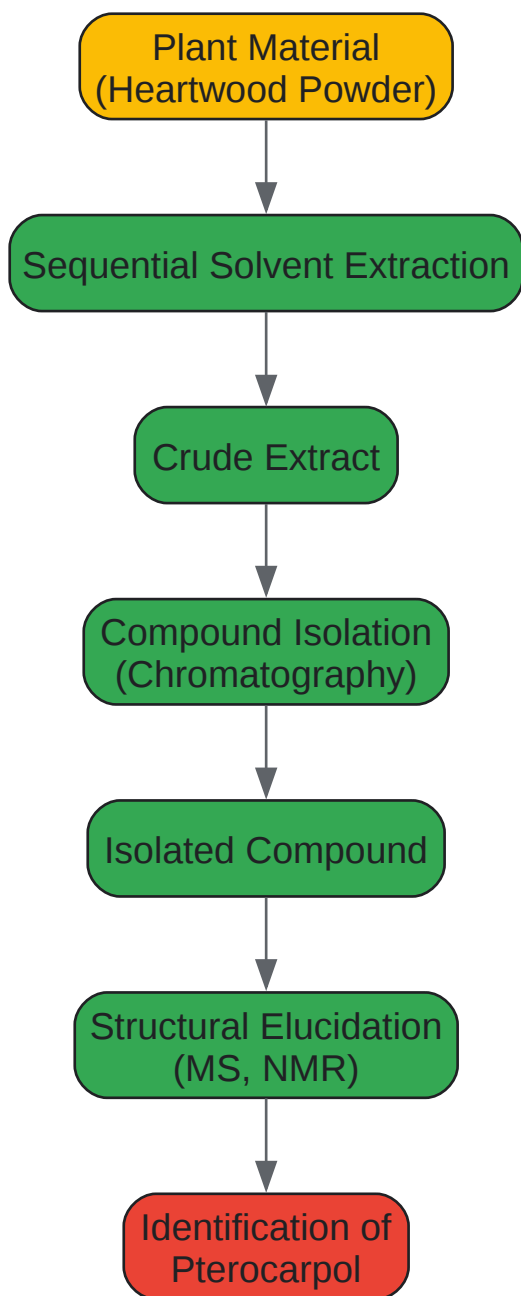 Plant Material
(Heartwood Powder)
Sequential Solvent Extraction
Crude Extract
Compound Isolation
(Chromatography)
Isolated Compound
Structural Elucidation
(MS, NMR)
Identification of
Pterocarpol